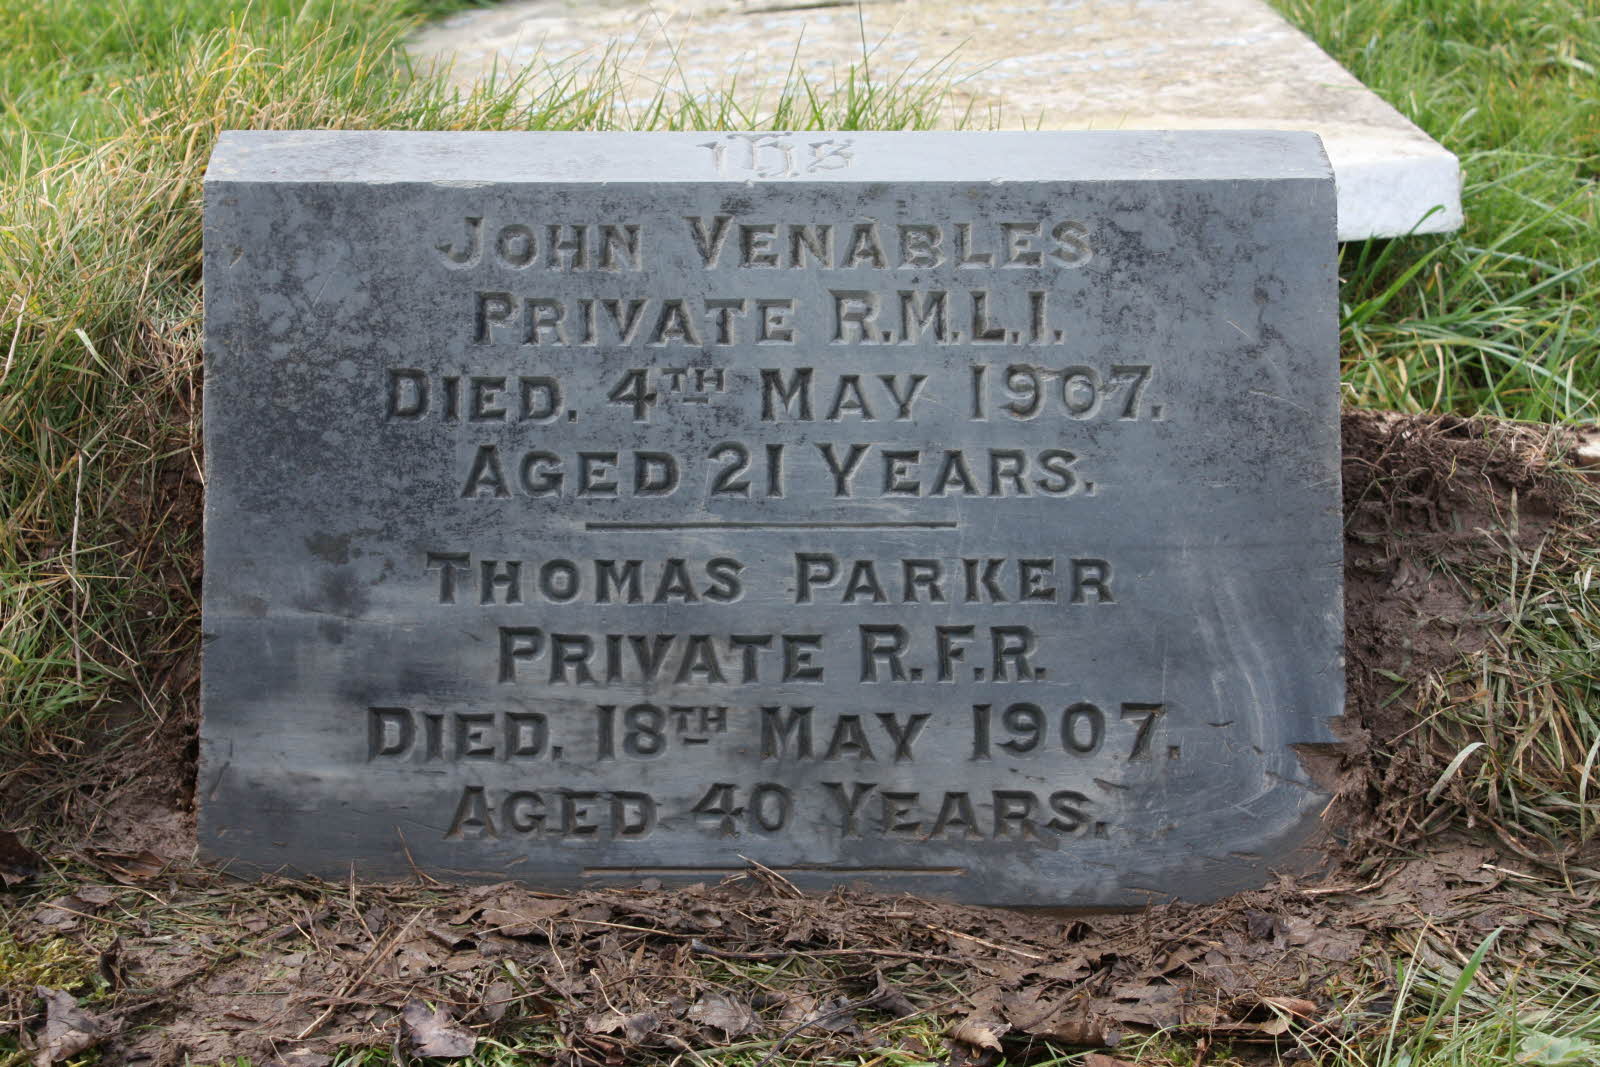 IHS
JOHN VENABLES
PRIVATE R.M.L.I.
DIED. 4TH MAY 1907.
AGED 21 YEARS.
THOMAS PARKER
PRIVATE R.F.R.
DIED. 18TH MAY 1907.
AGED 40 YEARS.